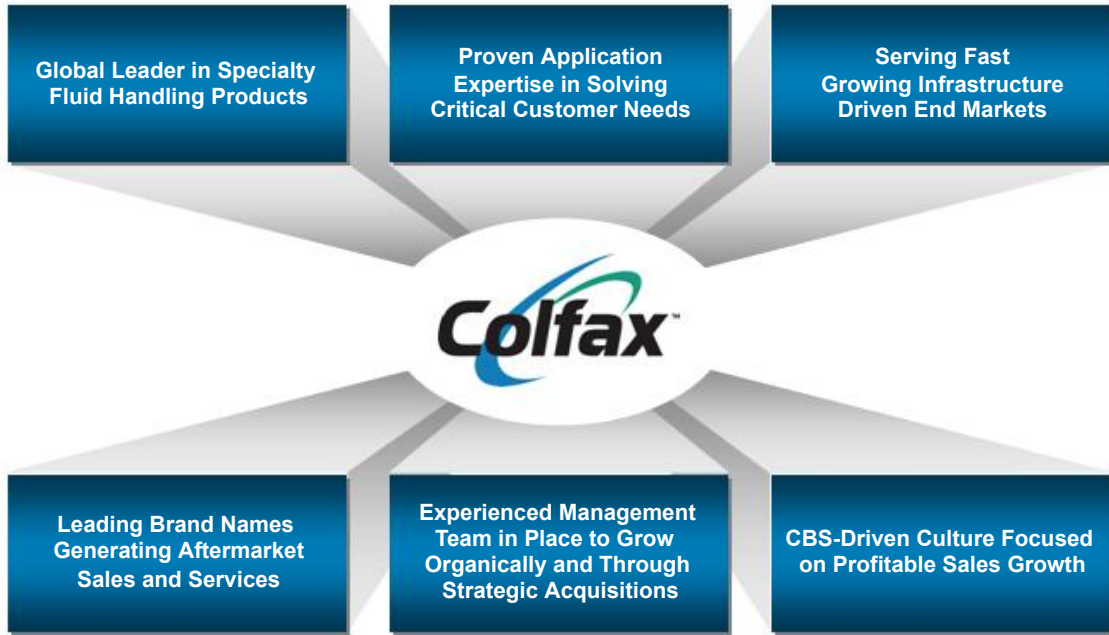 Global Leader in Specialty
Fluid Handling Products
Proven Application
Expertise in Solving
Critical Customer Needs
Serving Fast
Growing Infrastructure
Driven End Markets
Colfax™
Leading Brand Names
Generating Aftermarket
Sales and Services
Experienced Management
Team in Place to Grow
Organically and Through
Strategic Acquisitions
CBS-Driven Culture Focused
on Profitable Sales Growth